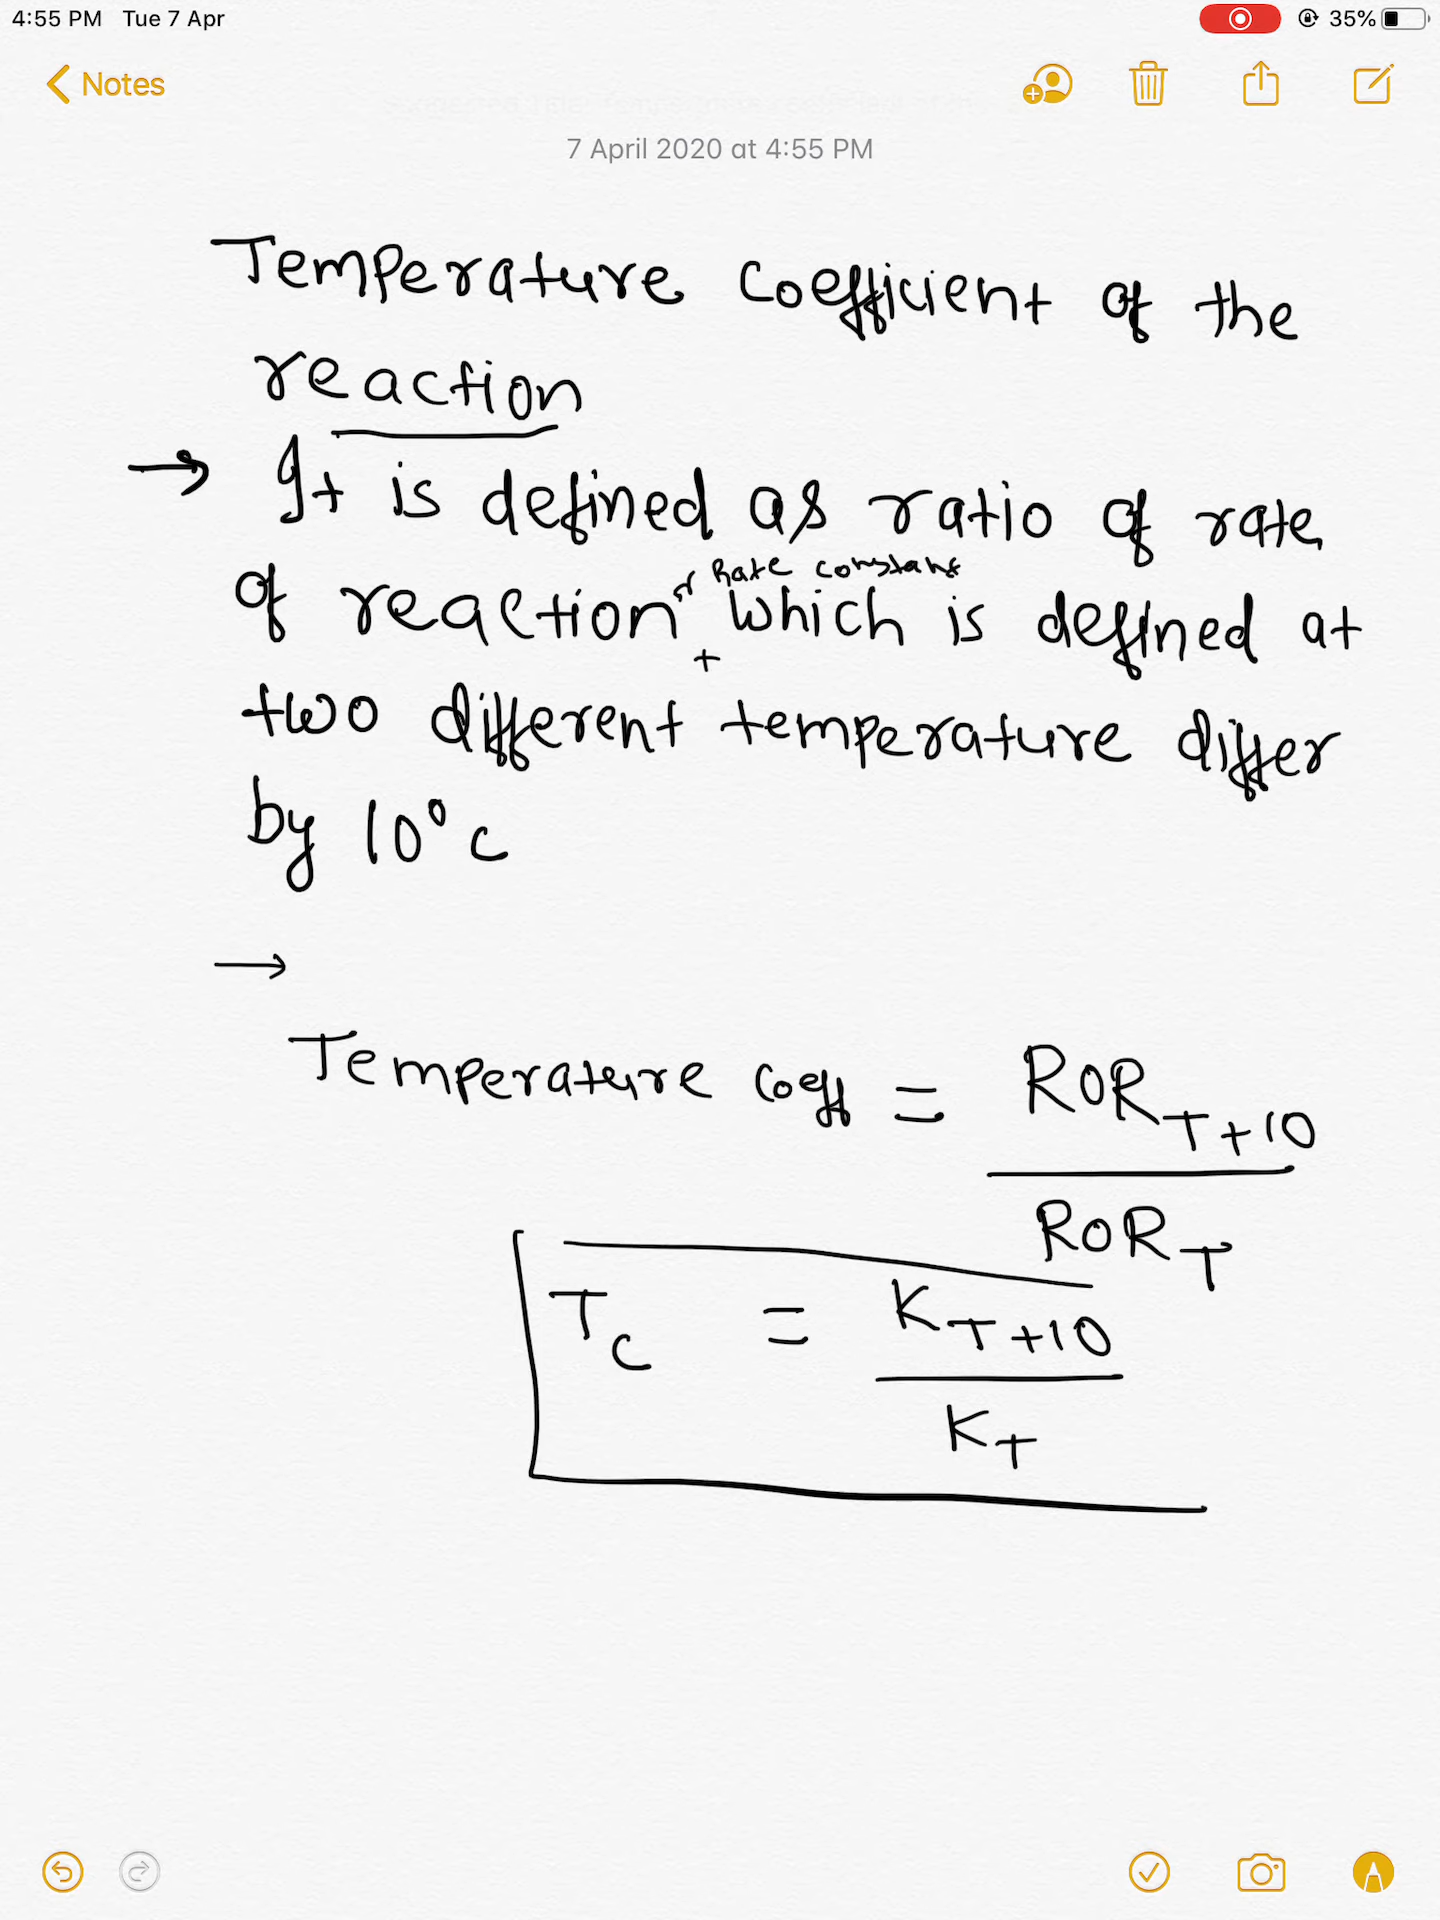 4:55 PM Tue 7 Apr
35%
Notes
7 April 2020 at 4:55 PM
Temperature Coefficient of the
reaction
→ It is defined as ratio of rate
or Rate constant
of reaction which is defined at
+
two different temperature differ
by 10°C
→
Temperature Coeff = ROR T+10
ROR T
Tc = K T+10
K T